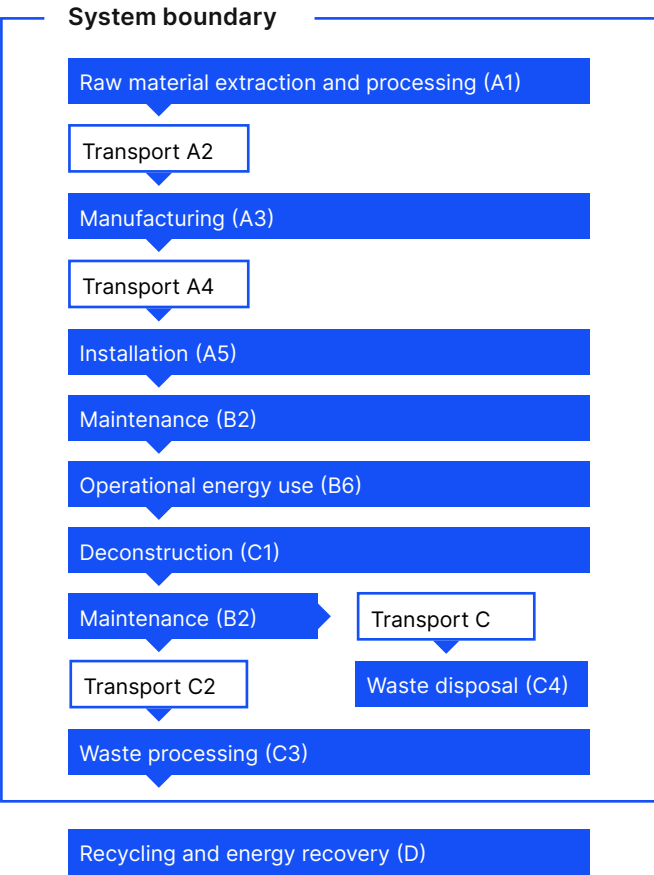 System boundary
Raw material extraction and processing (A1)
Transport A2
Manufacturing (A3)
Transport A4
Installation (A5)
Maintenance (B2)
Operational energy use (B6)
Deconstruction (C1)
Maintenance (B2)
Transport C
Transport C2
Waste disposal (C4)
Waste processing (C3)
Recycling and energy recovery (D)